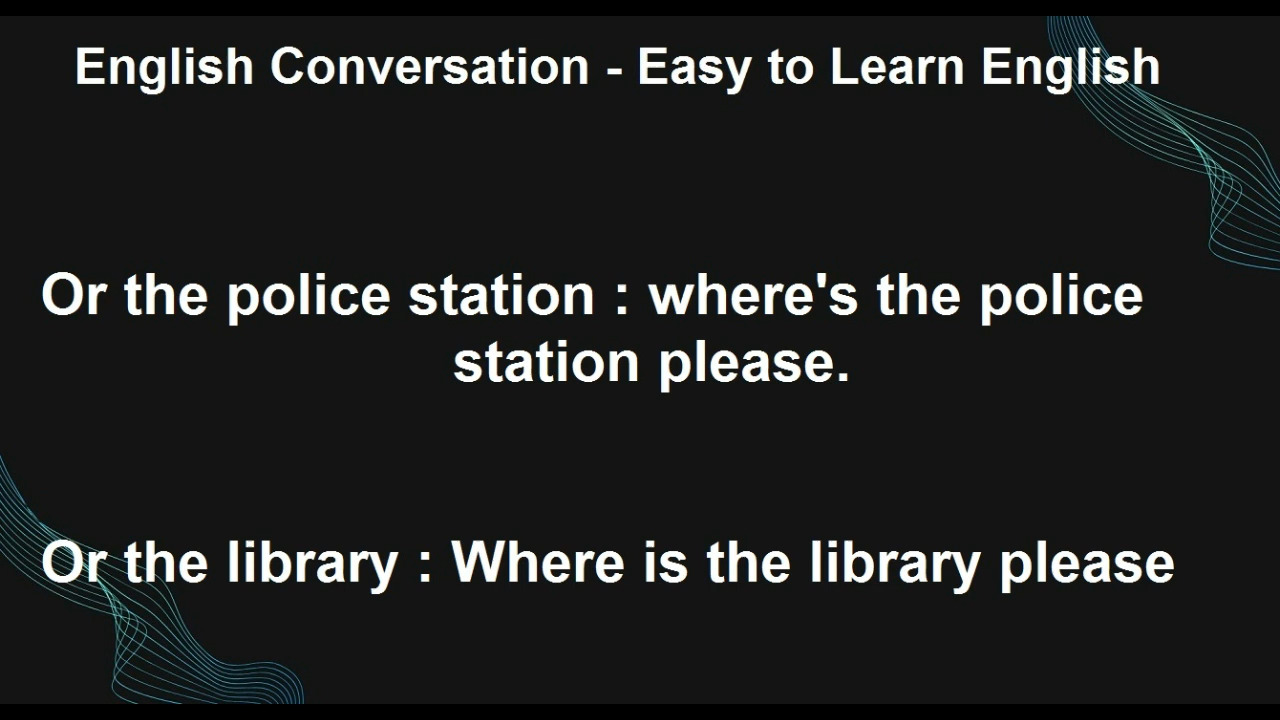 English Conversation - Easy to Learn English
Or the police station : where's the police
station please.
Or the library : Where is the library please